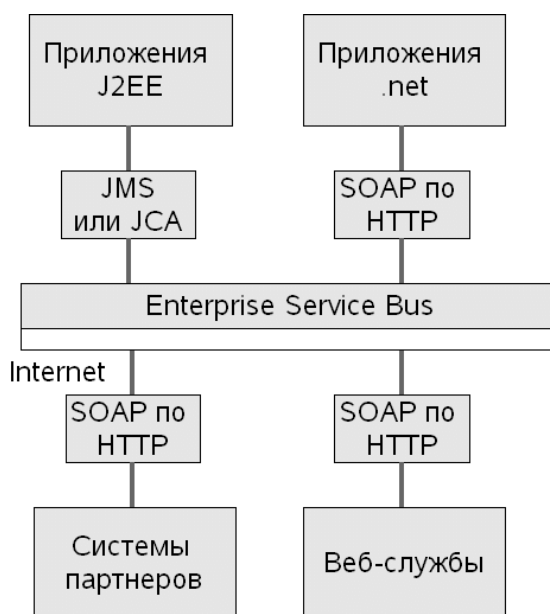 Приложения
J2EE
Приложения
.net
JMS
или JCA
SOAP по
HTTP
Enterprise Service Bus
Internet
SOAP по
HTTP
SOAP по
HTTP
Системы
партнеров
Веб-службы